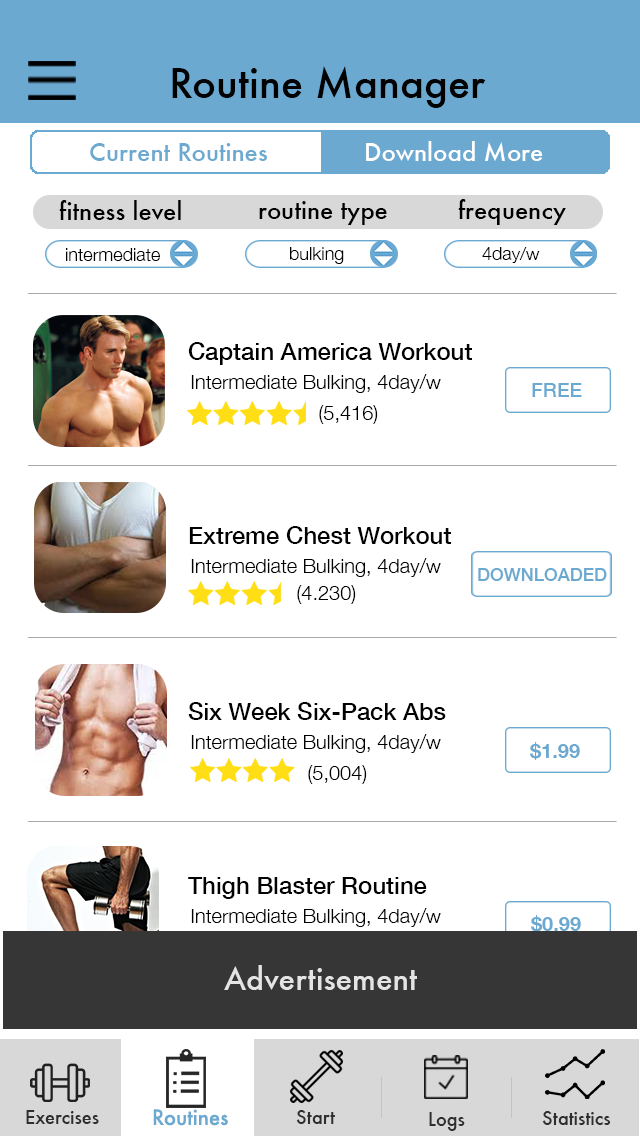 Routine Manager
Current Routines Download More
fitness level routine type frequency
intermediate bulking 4day/w
Captain America Workout
Intermediate Bulking, 4day/w
FREE
(5,416)
Extreme Chest Workout
Intermediate Bulking, 4day/w
DOWNLOADED
(4.230)
Six Week Six-Pack Abs
Intermediate Bulking, 4day/w
$1.99
(5,004)
Thigh Blaster Routine
Intermediate Bulking, 4day/w
$0.99
Advertisement
Exercises Routines Start Logs Statistics